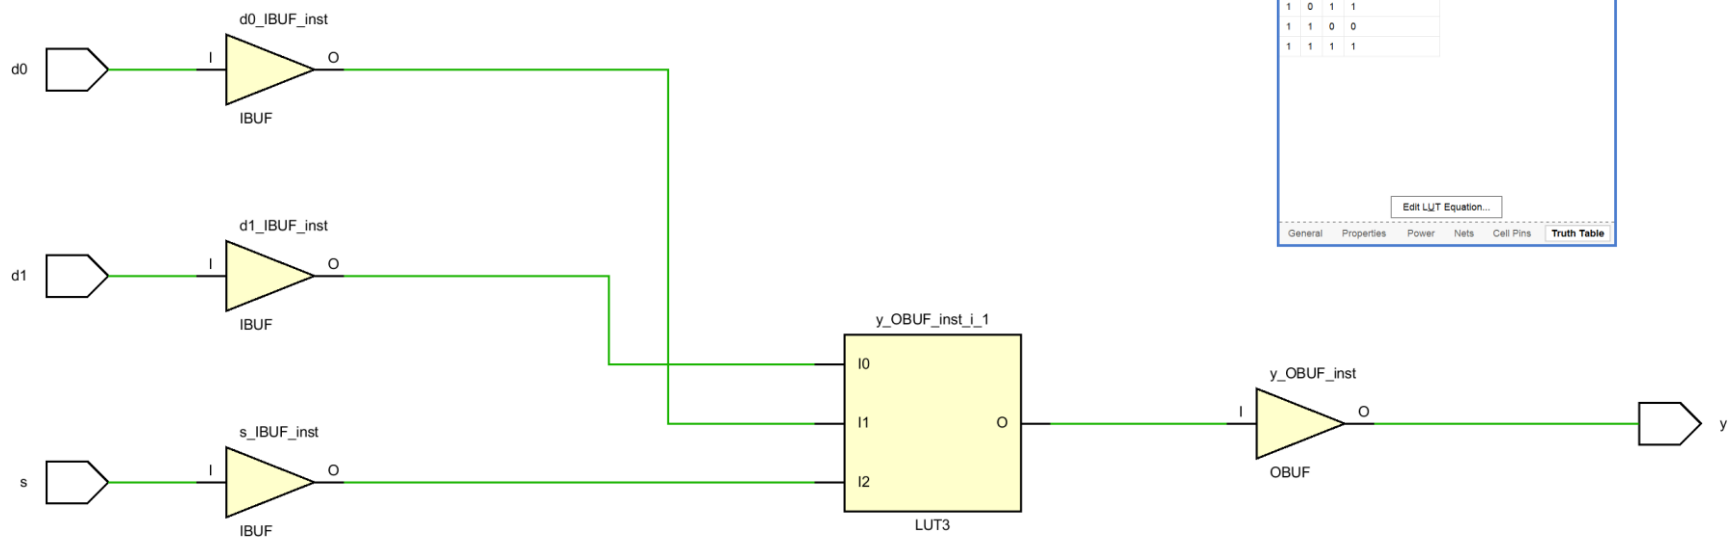 d0_IBUF_inst
d0
I
O
IBUF
1 0 1 1
1 1 0 0
1 1 1 1
Edit LUT Equation...
General Properties Power Nets Cell Pins Truth Table
d1_IBUF_inst
d1
I
O
IBUF
y_OBUF_inst_i_1
I0
I1
I2
O
LUT3
y_OBUF_inst
I
O
OBUF
y
s_IBUF_inst
s
I
O
IBUF